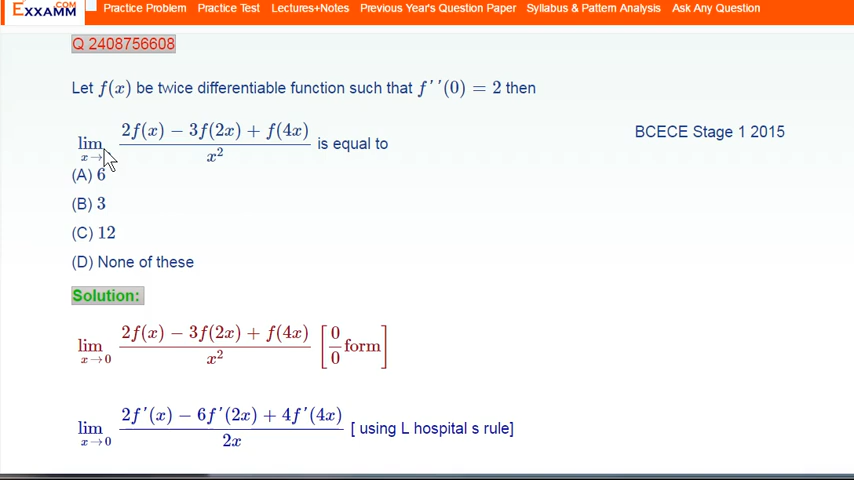 EXXAMM.COM Practice Problem Practice Test Lectures+Notes Previous Year's Question Paper Syllabus & Pattern Analysis Ask Any Question
Q 2408756608
Let f(x) be twice differentiable function such that f''(0) = 2 then
lim x→ (2f(x) − 3f(2x) + f(4x)) / x² is equal to
BCECE Stage 1 2015
(A) 6
(B) 3
(C) 12
(D) None of these
Solution:
lim x→0 (2f(x) − 3f(2x) + f(4x)) / x² [0/0 form]
lim x→0 (2f'(x) − 6f'(2x) + 4f'(4x)) / 2x [ using L hospital s rule]